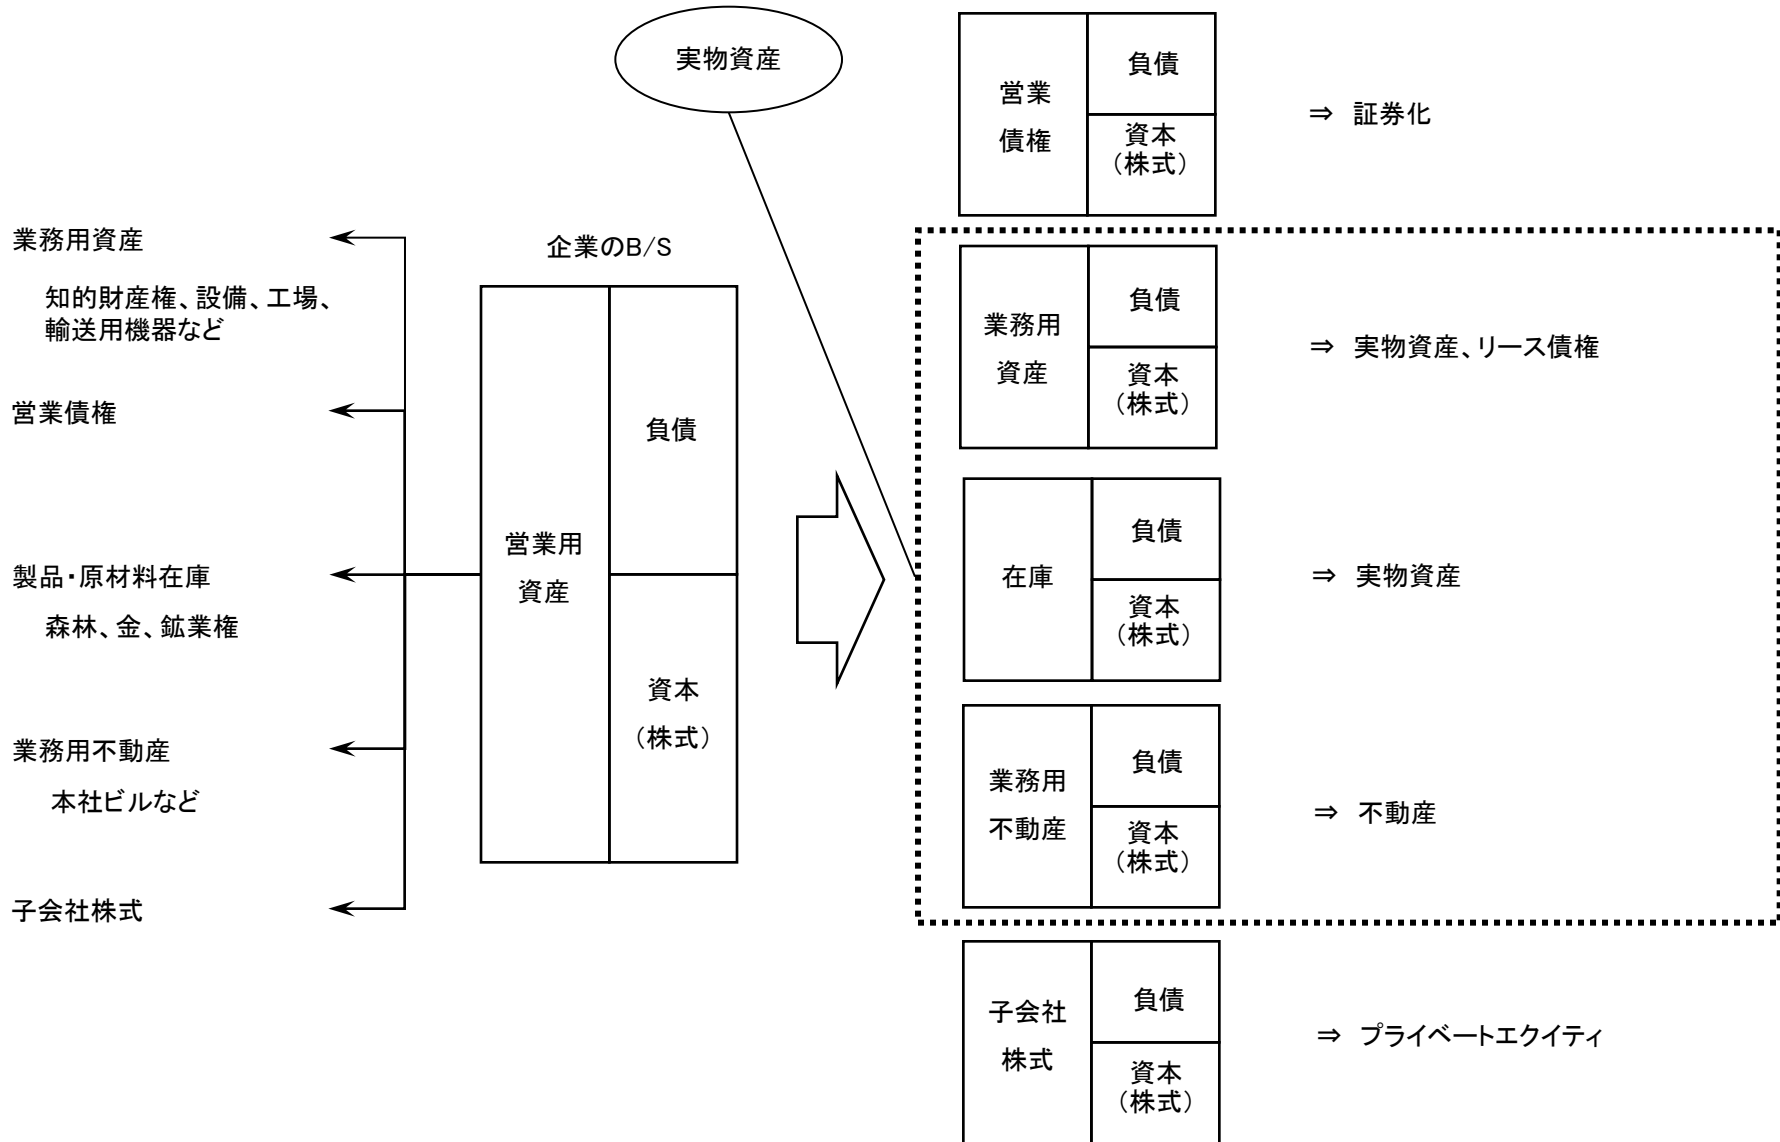 実物資産
業務用資産
知的財産権、設備、工場、
輸送用機器など
営業債権
製品・原材料在庫
森林、金、鉱業権
業務用不動産
本社ビルなど
子会社株式
企業のB/S
営業用
資産
負債
資本
（株式）
営業
債権
負債
資本
（株式）
⇒ 証券化
業務用
資産
負債
資本
（株式）
⇒ 実物資産、リース債権
在庫
負債
資本
（株式）
⇒ 実物資産
業務用
不動産
負債
資本
（株式）
⇒ 不動産
子会社
株式
負債
資本
（株式）
⇒ プライベートエクイティ